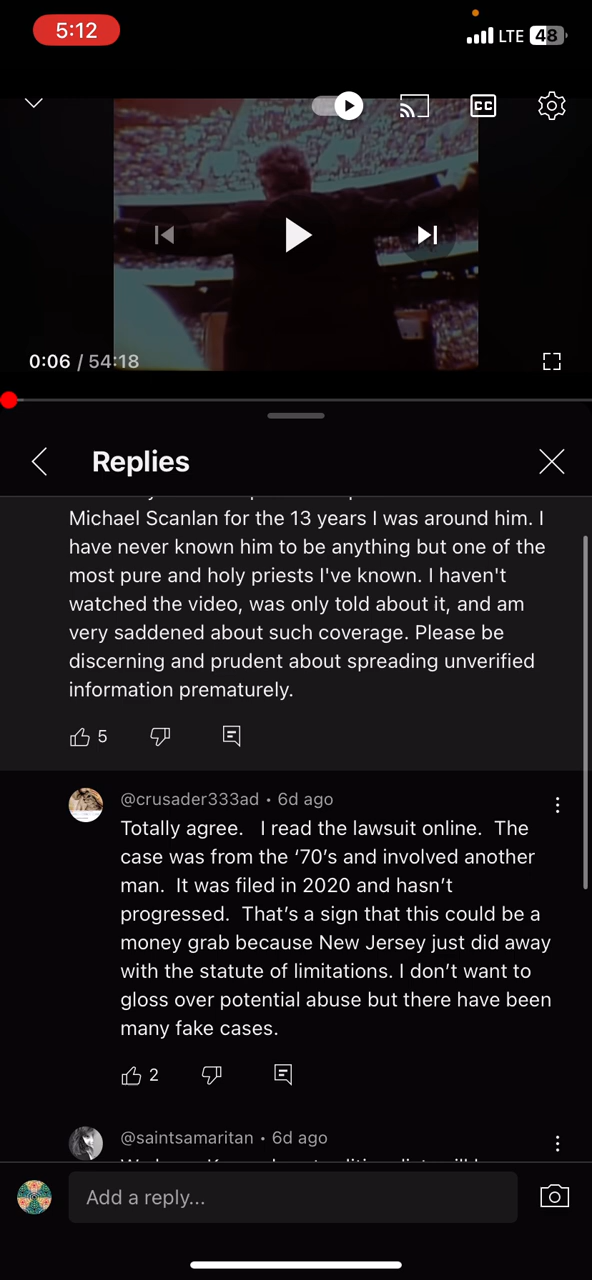 5:12
LTE 48
CC
0:06 / 54:18
Replies
Michael Scanlan for the 13 years I was around him. I
have never known him to be anything but one of the
most pure and holy priests I've known. I haven't
watched the video, was only told about it, and am
very saddened about such coverage. Please be
discerning and prudent about spreading unverified
information prematurely.
5
@crusader333ad • 6d ago
Totally agree.   I read the lawsuit online.  The
case was from the ‘70’s and involved another
man.  It was filed in 2020 and hasn’t
progressed.  That’s a sign that this could be a
money grab because New Jersey just did away
with the statute of limitations. I don’t want to
gloss over potential abuse but there have been
many fake cases.
2
@saintsamaritan • 6d ago
Add a reply...